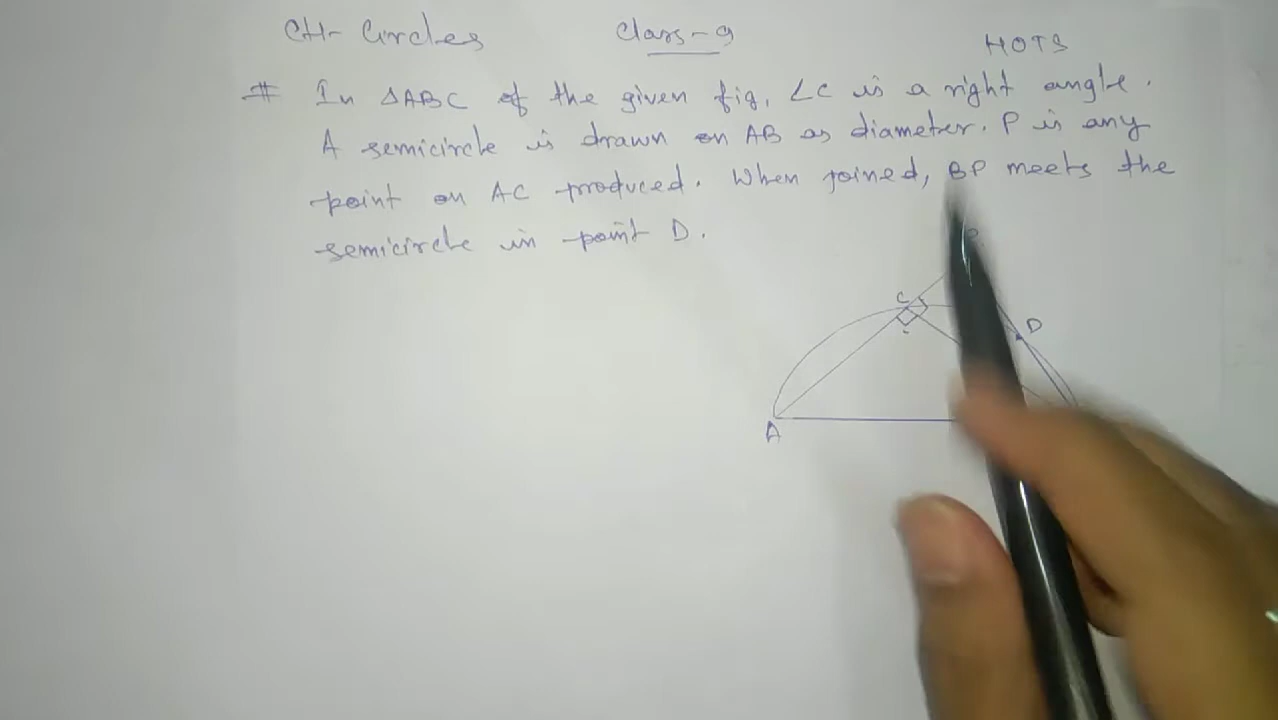 CH- Circles Class-9 HOTS
# In △ABC of the given fig, ∠C is a right angle.
A semicircle is drawn on AB as diameter. P is any
point on AC produced. When joined, BP meets the
semicircle in point D.
C
D
A